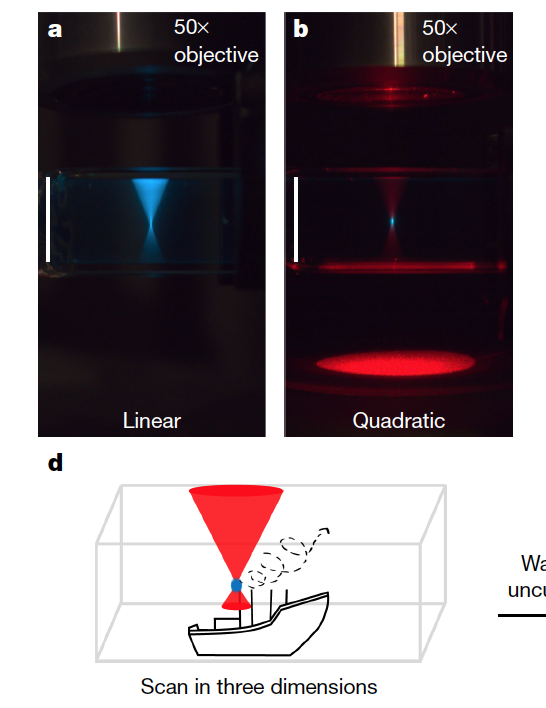 a
50×
objective
Linear
b
50×
objective
Quadratic
d
Scan in three dimensions